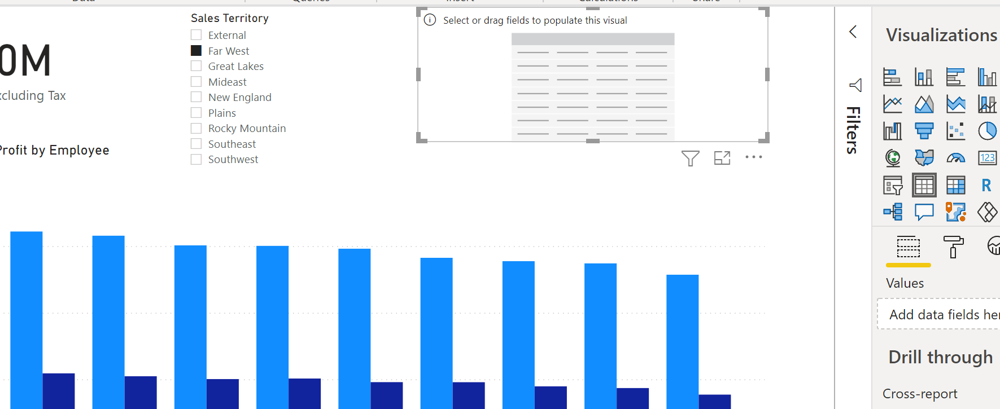 Sales Territory
External
Far West
Great Lakes
Mideast
New England
Plains
Rocky Mountain
Southeast
Southwest
0M
xcluding Tax
Profit by Employee
Select or drag fields to populate this visual
Filters
Visualizations
123
R
Values
Add data fields her
Drill through
Cross-report